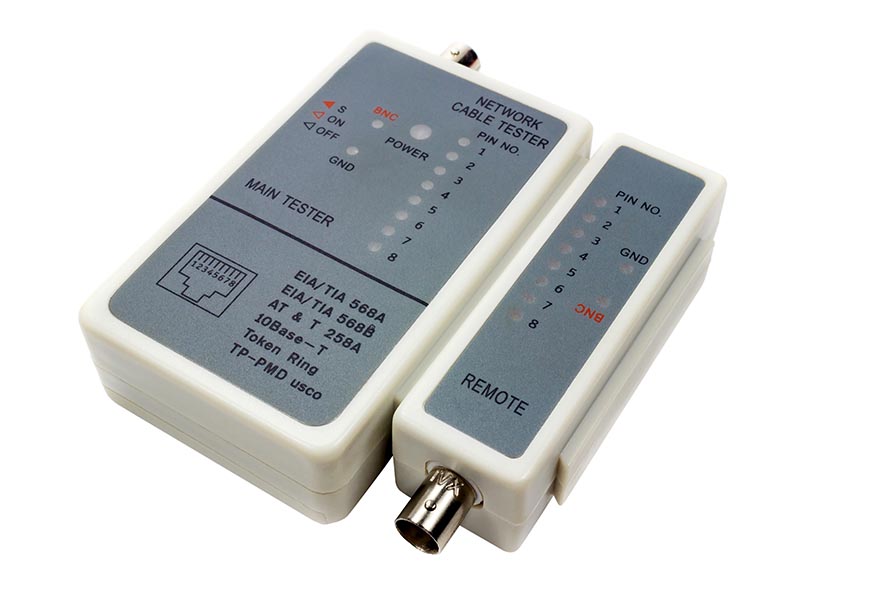 NETWORK
CABLE TESTER
S
ON
OFF
BNC
POWER
GND
PIN NO.
1
2
3
4
5
6
7
8
MAIN TESTER
12345678
EIA/TIA 568A
EIA/TIA 568B
AT & T 258A
10Base-T
Token Ring
TP-PMD usco
PIN NO.
1
2
3
4
5
6
7
8
GND
BNC
REMOTE